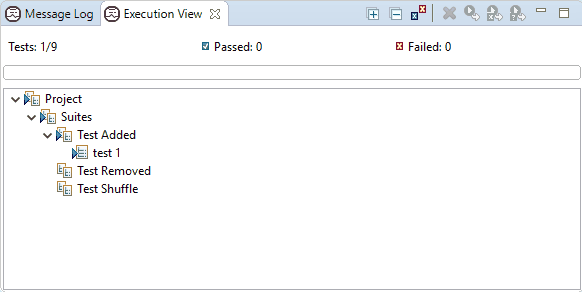 Message Log Execution View
Tests: 1/9 Passed: 0 Failed: 0
Project
Suites
Test Added
test 1
Test Removed
Test Shuffle